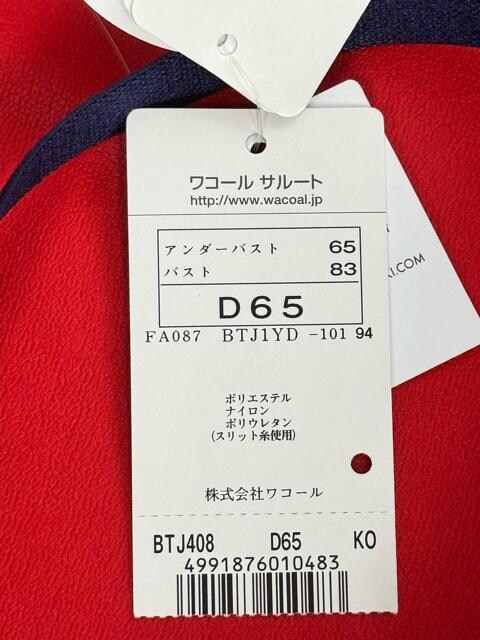 ワコール サルート
http://www.wacoal.jp
アンダーバスト 65
バスト 83
D65
FA087 BTJ1YD -101 94
ポリエステル
ナイロン
ポリウレタン
(スリット糸使用)
株式会社ワコール
BTJ408 D65 KO
4991876010483